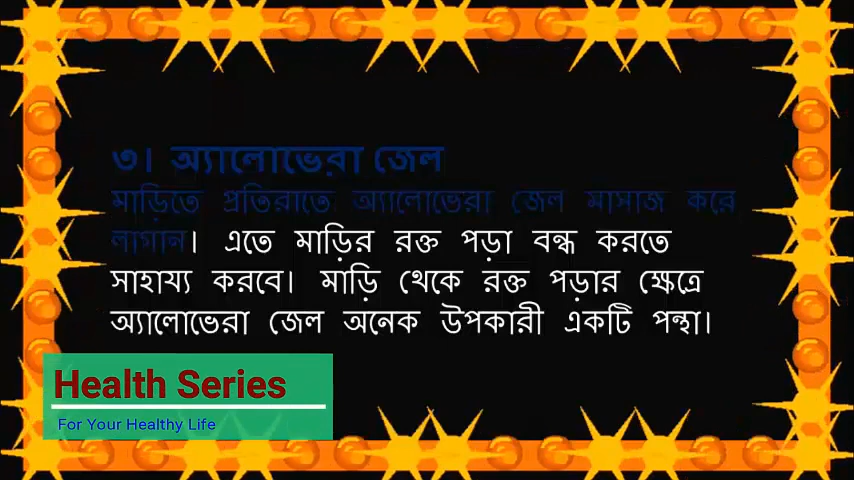 ৩। অ্যালোভেরা জেল
মাড়িতে প্রতিরাতে অ্যালোভেরা জেল মাসাজ করে
লাগান। এতে মাড়ির রক্ত পড়া বন্ধ করতে
সাহায্য করবে। মাড়ি থেকে রক্ত পড়ার ক্ষেত্রে
অ্যালোভেরা জেল অনেক উপকারী একটি পন্থা।
Health Series
For Your Healthy Life